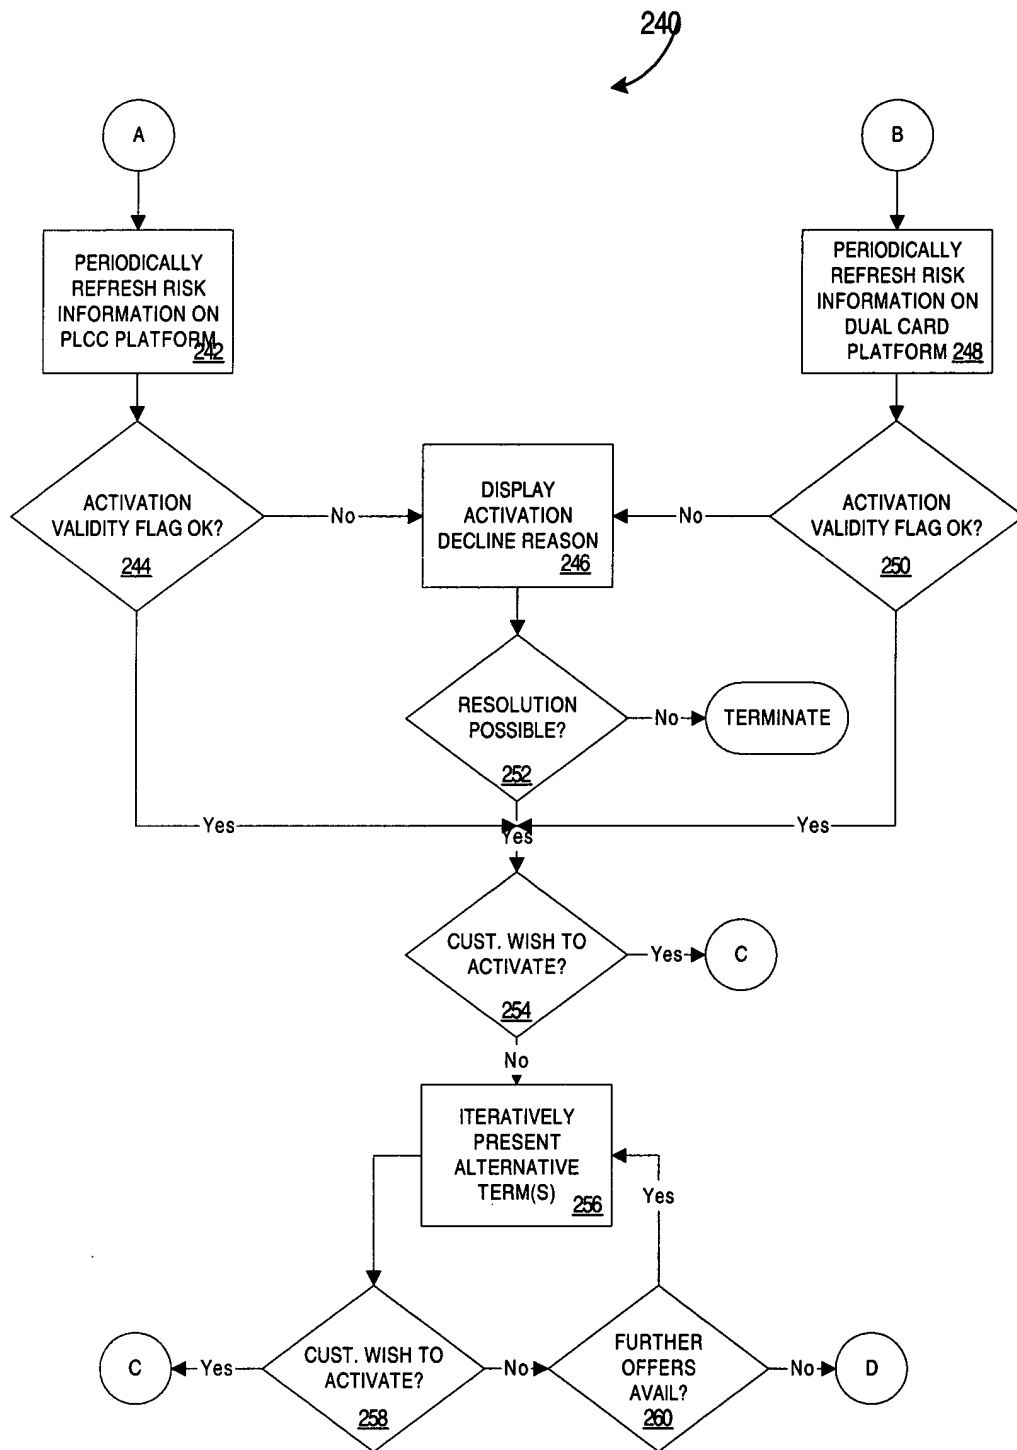 240
A
B
PERIODICALLY
REFRESH RISK
INFORMATION ON
PLCC PLATFORM
242
PERIODICALLY
REFRESH RISK
INFORMATION ON
DUAL CARD
PLATFORM 248
ACTIVATION
VALIDITY FLAG OK?
244
No
DISPLAY
ACTIVATION
DECLINE REASON
246
No
ACTIVATION
VALIDITY FLAG OK?
250
RESOLUTION
POSSIBLE?
252
No
TERMINATE
Yes
Yes
Yes
CUST. WISH TO
ACTIVATE?
254
Yes
C
No
ITERATIVELY
PRESENT
ALTERNATIVE
TERM(S)
256
Yes
C
Yes
CUST. WISH TO
ACTIVATE?
258
No
FURTHER
OFFERS
AVAIL?
260
No
D